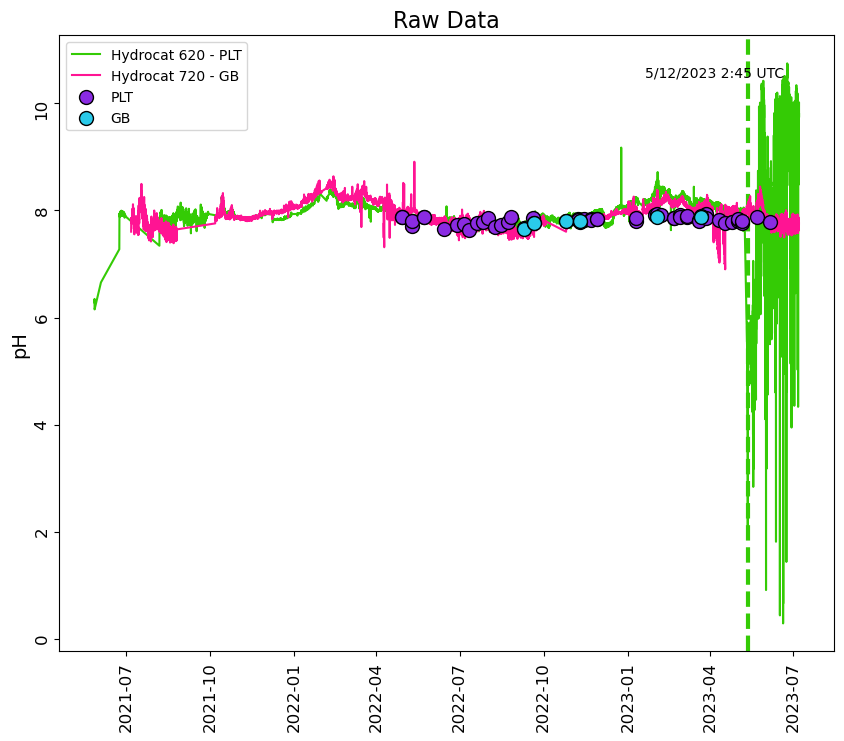 Raw Data
Hydrocat 620 - PLT
Hydrocat 720 - GB
PLT
GB
5/12/2023 2:45 UTC
pH
10
8
6
4
2
0
2021-07
2021-10
2022-01
2022-04
2022-07
2022-10
2023-01
2023-04
2023-07